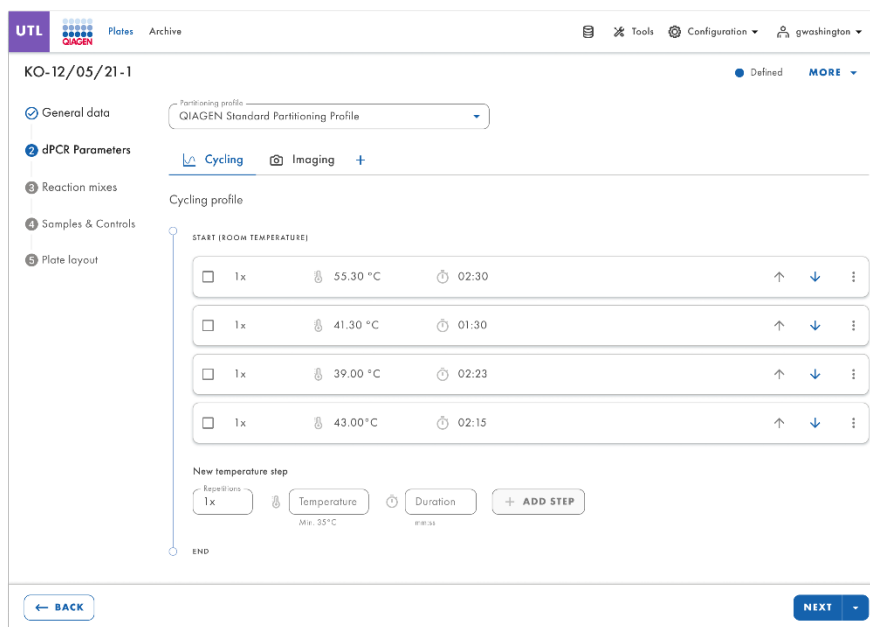 UTL QIAGEN Plates Archive Tools Configuration gwashington
KO-12/05/21-1 Defined MORE
General data
2 dPCR Parameters
3 Reaction mixes
4 Samples & Controls
5 Plate layout
Partitioning profile
QIAGEN Standard Partitioning Profile
Cycling Imaging +
Cycling profile
START (ROOM TEMPERATURE)
1x 55.30 °C 02:30
1x 41.30 °C 01:30
1x 39.00 °C 02:23
1x 43.00°C 02:15
New temperature step
Repetitions
1x Temperature Duration + ADD STEP
Min. 35°C mm:ss
END
← BACK NEXT